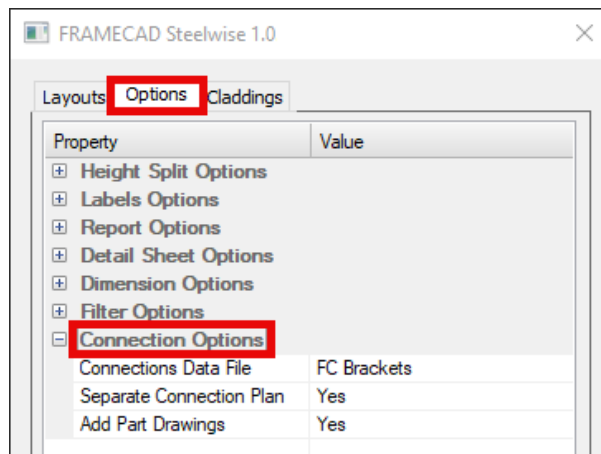 FRAMECAD Steelwise 1.0
Layouts Options Claddings
Property Value
Height Split Options
Labels Options
Report Options
Detail Sheet Options
Dimension Options
Filter Options
Connection Options
Connections Data File FC Brackets
Separate Connection Plan Yes
Add Part Drawings Yes